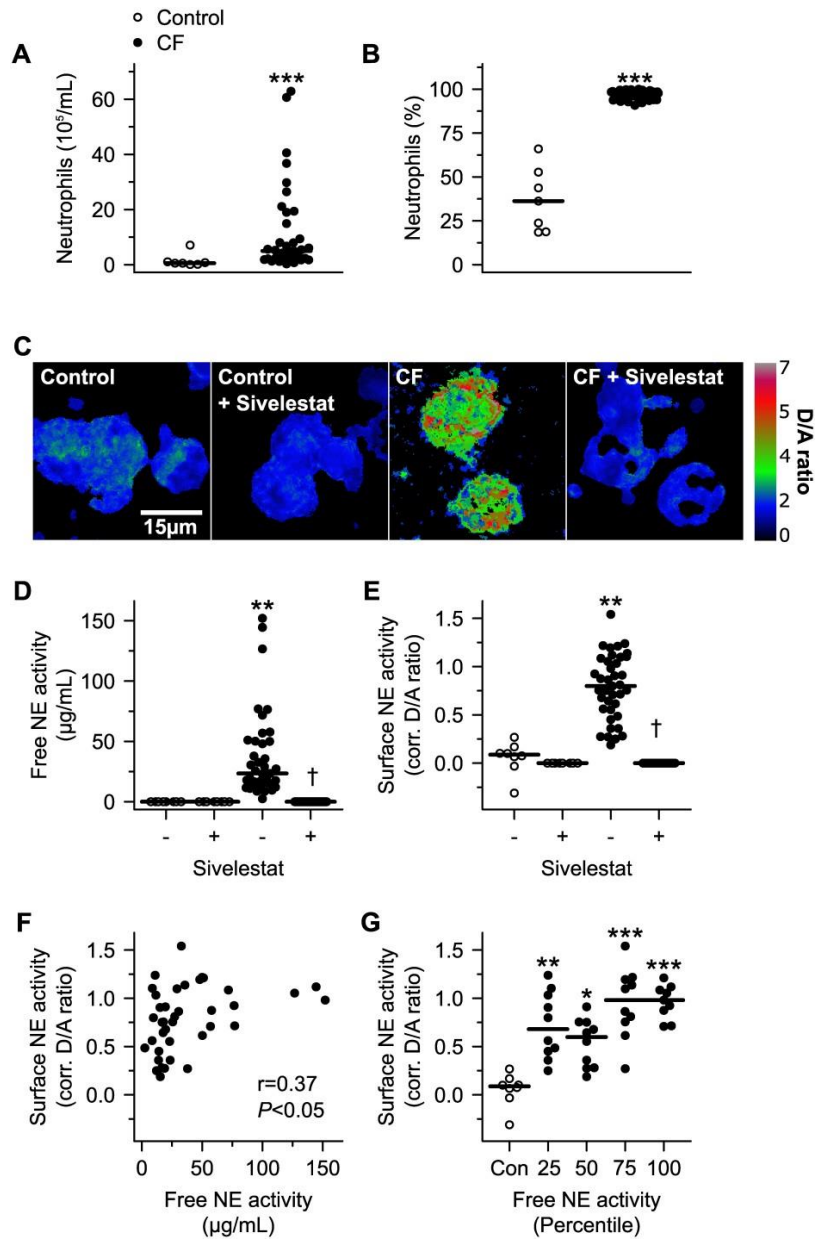 Control
CF
A
B
***
***
Neutrophils (10⁵/mL)
60
40
20
0
Neutrophils (%)
100
75
50
25
0
C
Control
Control
+ Sivelestat
CF
CF + Sivelestat
15µm
7
5
4
2
0
D/A ratio
D
E
**
**
Free NE activity
(µg/mL)
150
100
50
0
†
- + - +
Sivelestat
Surface NE activity
(corr. D/A ratio)
1.5
1.0
0.5
0.0
†
- + - +
Sivelestat
F
G
Surface NE activity
(corr. D/A ratio)
1.5
1.0
0.5
0.0
r=0.37
P<0.05
0 50 100 150
Free NE activity
(µg/mL)
Surface NE activity
(corr. D/A ratio)
1.5
1.0
0.5
0.0
**
*
***
***
Con 25 50 75 100
Free NE activity
(Percentile)